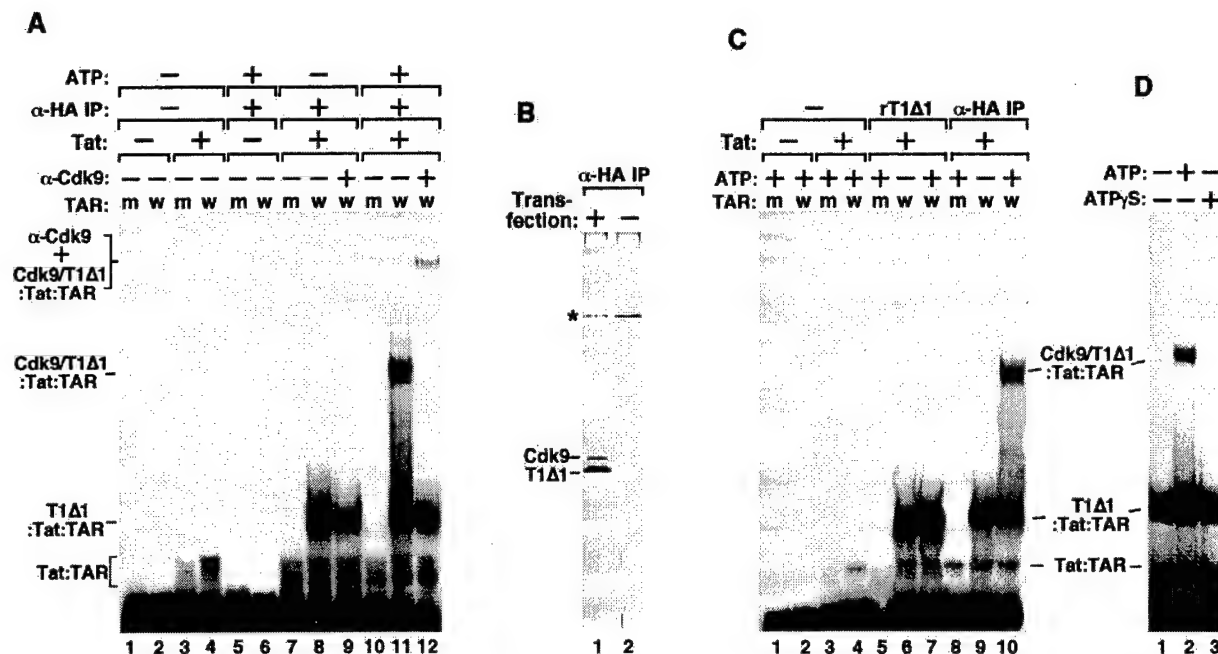 A
ATP: − + − +
α-HA IP: − + + +
Tat: − + − + +
α-Cdk9: − − − − − − − − + − − +
TAR: m w m w m w m w w m w w
α-Cdk9
+
Cdk9/T1Δ1
:Tat:TAR
Cdk9/T1Δ1
:Tat:TAR
T1Δ1
:Tat:TAR
Tat:TAR
1 2 3 4 5 6 7 8 9 10 11 12
B
α-HA IP
Trans-
fection: + −
*
Cdk9
T1Δ1
1 2
C
− rT1Δ1 α-HA IP
Tat: − + + +
ATP: + + + + + − + + − +
TAR: m w m w m w w m w w
Cdk9/T1Δ1
:Tat:TAR
T1Δ1
:Tat:TAR
Tat:TAR
1 2 3 4 5 6 7 8 9 10
D
ATP: − + −
ATPγS: − − +
1 2 3